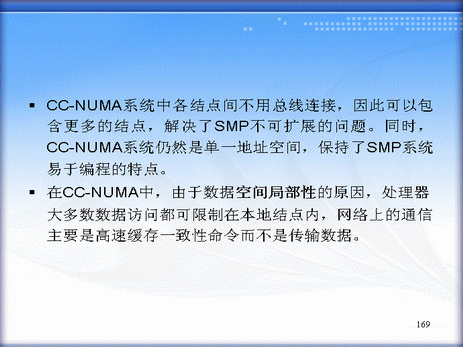 ▪ CC-NUMA系统中各结点间不用总线连接，因此可以包
含更多的结点，解决了SMP不可扩展的问题。同时，
CC-NUMA系统仍然是单一地址空间，保持了SMP系统
易于编程的特点。
▪ 在CC-NUMA中，由于数据空间局部性的原因，处理器
大多数数据访问都可限制在本地结点内，网络上的通信
主要是高速缓存一致性命令而不是传输数据。
169